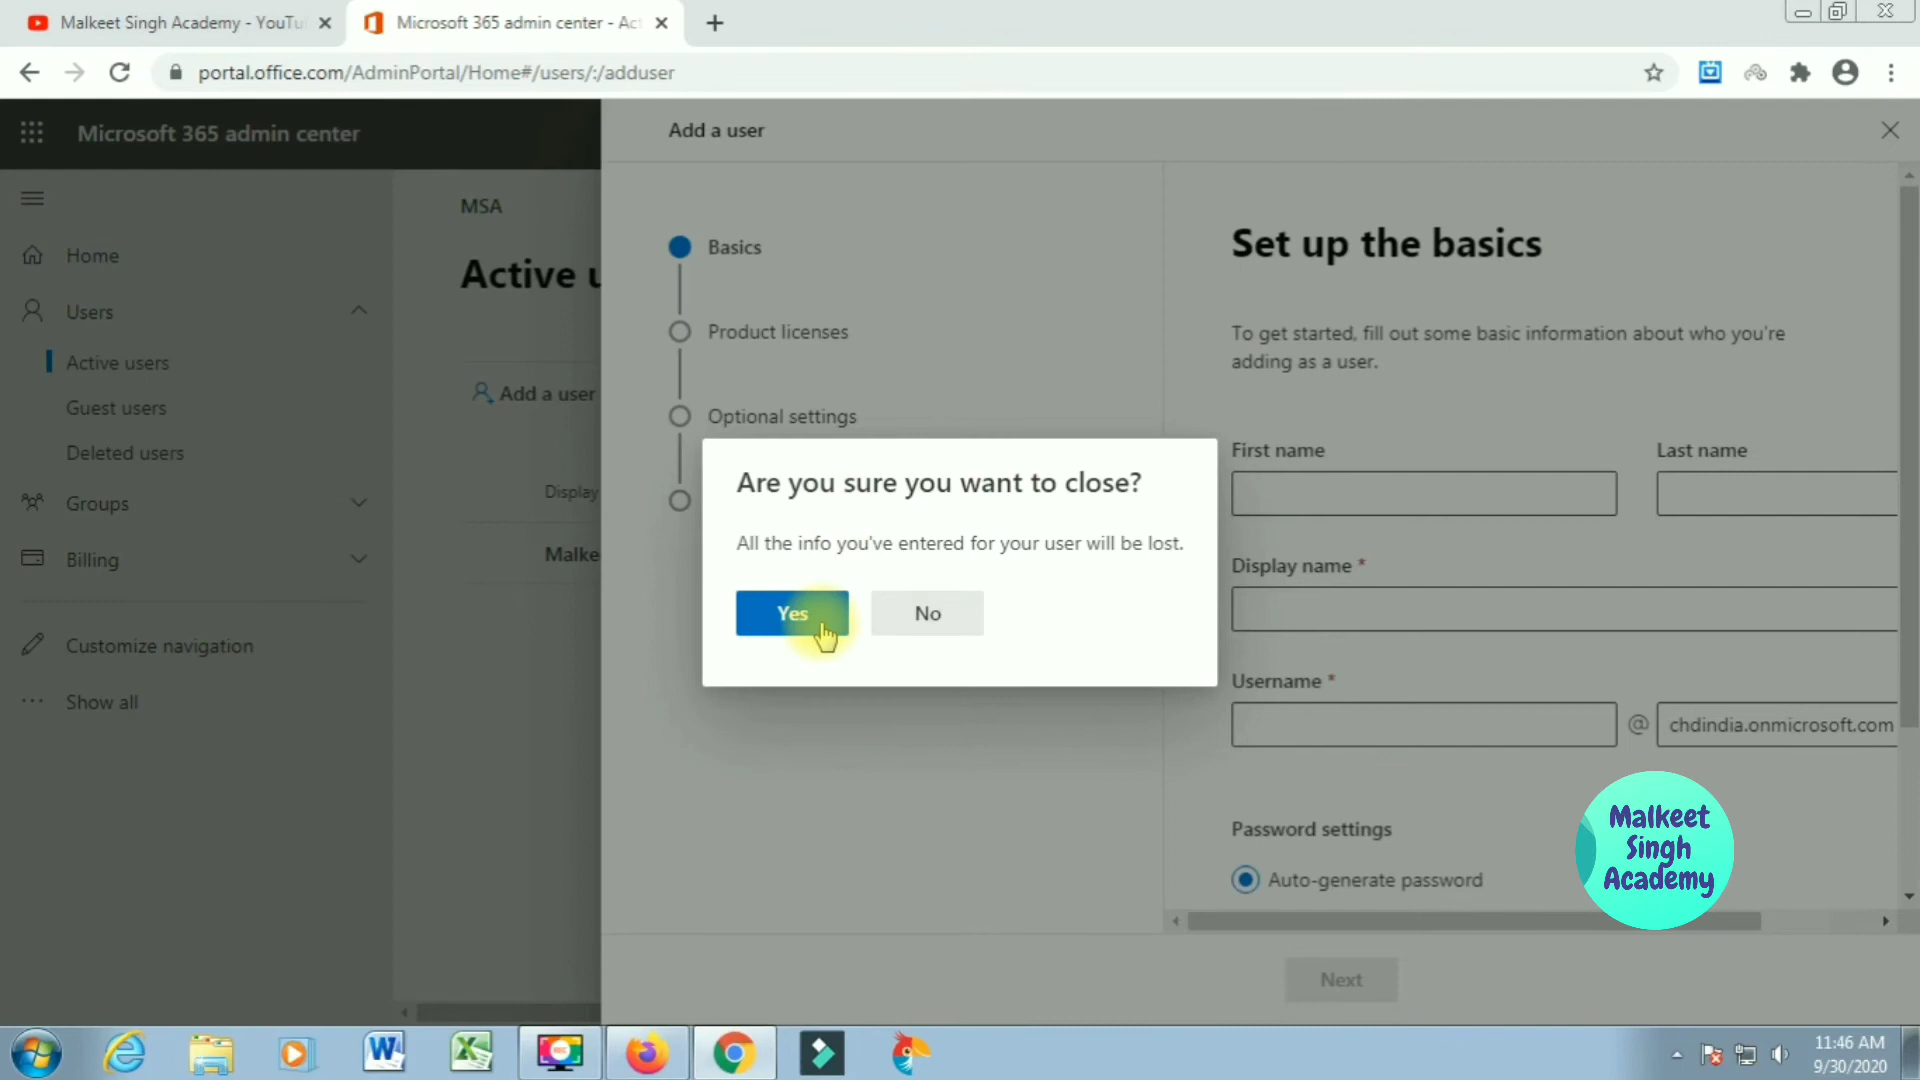 Malkeet Singh Academy - YouTu
Microsoft 365 admin center - Act
portal.office.com/AdminPortal/Home#/users/:/adduser
Microsoft 365 admin center
Add a user
MSA
Active u
Home
Users
Active users
Guest users
Deleted users
Groups
Billing
Customize navigation
Show all
Add a user
Display
Malke
Basics
Product licenses
Optional settings
Set up the basics
To get started, fill out some basic information about who you're
adding as a user.
First name
Last name
Display name *
Username *
@
chdindia.onmicrosoft.com
Password settings
Auto-generate password
Next
Are you sure you want to close?
All the info you've entered for your user will be lost.
Yes
No
Malkeet
Singh
Academy
11:46 AM
9/30/2020